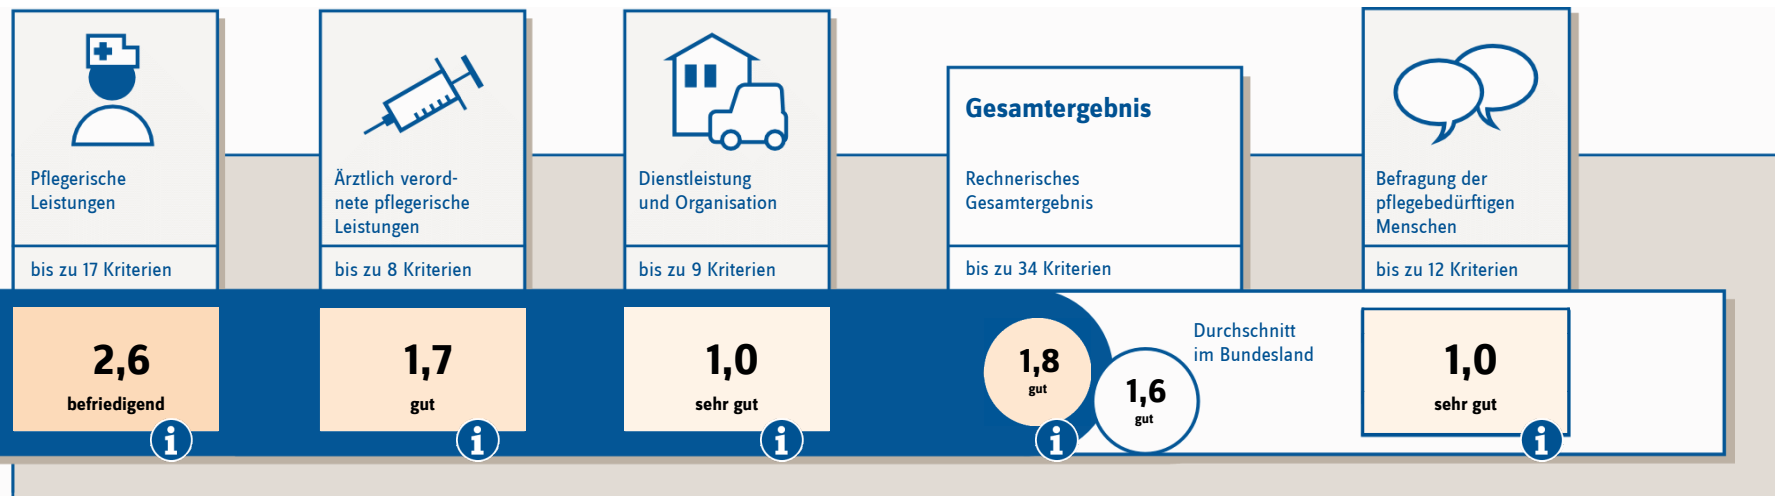 Pflegerische
Leistungen
bis zu 17 Kriterien
2,6
befriedigend
i
Ärztlich verord-
nete pflegerische
Leistungen
bis zu 8 Kriterien
1,7
gut
i
Dienstleistung
und Organisation
bis zu 9 Kriterien
1,0
sehr gut
i
Gesamtergebnis
Rechnerisches
Gesamtergebnis
bis zu 34 Kriterien
1,8
gut
i
Durchschnitt
im Bundesland
1,6
gut
Befragung der
pflegebedürftigen
Menschen
bis zu 12 Kriterien
1,0
sehr gut
i